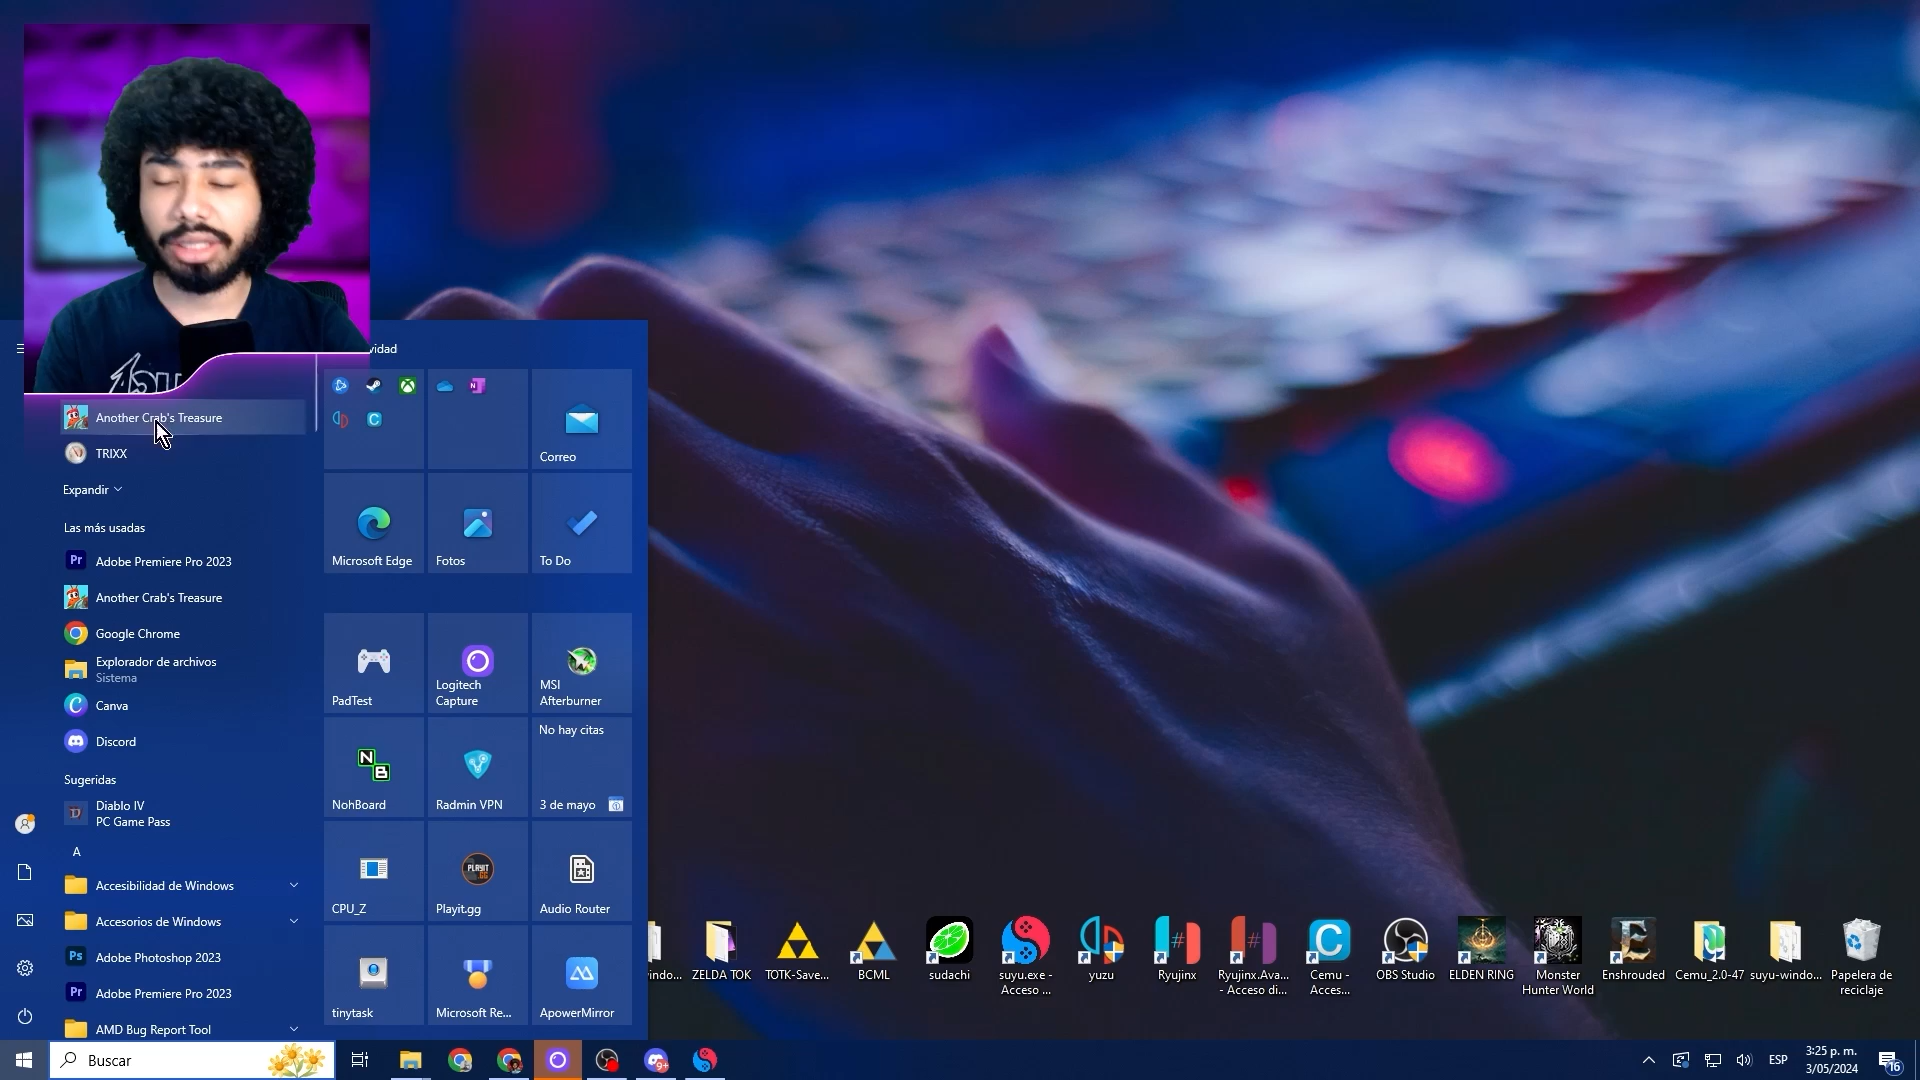 vidad
Another Crab's Treasure
TRIXX
Expandir
Las más usadas
Adobe Premiere Pro 2023
Another Crab's Treasure
Google Chrome
Explorador de archivos
Sistema
Canva
Discord
Sugeridas
Diablo IV
PC Game Pass
A
Accesibilidad de Windows
Accesorios de Windows
Adobe Photoshop 2023
Adobe Premiere Pro 2023
AMD Bug Report Tool
Correo
Microsoft Edge
Fotos
To Do
PadTest
Logitech
Capture
MSI
Afterburner
NohBoard
Radmin VPN
No hay citas
3 de mayo
CPU_Z
PLAYIT
GG
Playit.gg
Audio Router
tinytask
Microsoft Re...
ApowerMirror
indo...
ZELDA TOK
TOTK-Save...
BCML
sudachi
suyu.exe -
Acceso ...
yuzu
Ryujinx
Ryujinx.Ava...
- Acceso di...
Cemu -
Acces...
OBS Studio
ELDEN RING
Monster
Hunter World
Enshrouded
Cemu_2.0-47
suyu-windo...
Papelera de
reciclaje
Buscar
9+
ESP
3:25 p. m.
3/05/2024
16